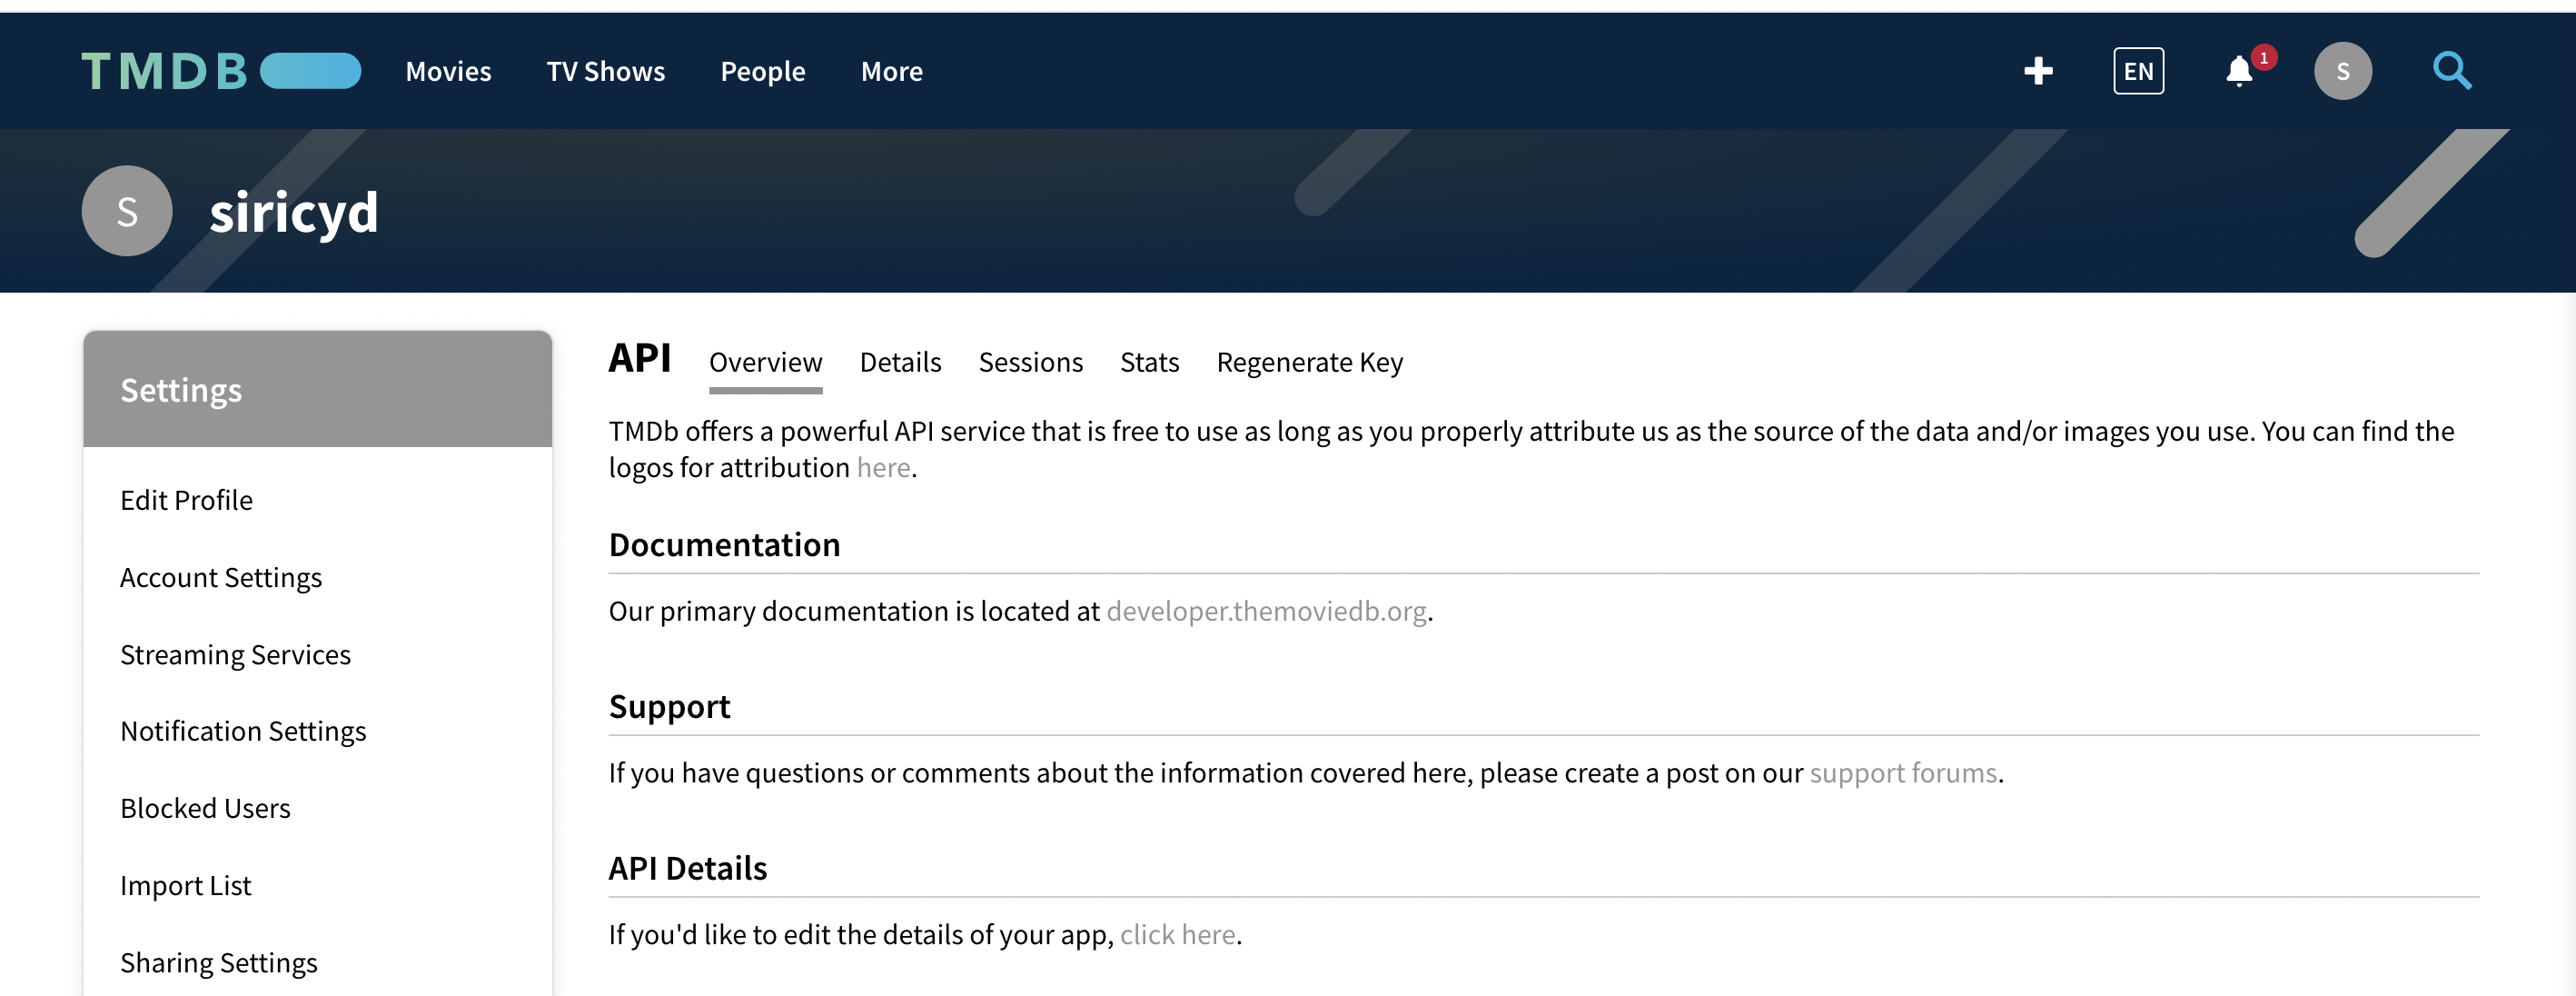 TMDB Movies TV Shows People More EN 1 S
S siricyd
Settings
Edit Profile
Account Settings
Streaming Services
Notification Settings
Blocked Users
Import List
Sharing Settings
API Overview Details Sessions Stats Regenerate Key
TMDb offers a powerful API service that is free to use as long as you properly attribute us as the source of the data and/or images you use. You can find the
logos for attribution here.
Documentation
Our primary documentation is located at developer.themoviedb.org.
Support
If you have questions or comments about the information covered here, please create a post on our support forums.
API Details
If you'd like to edit the details of your app, click here.